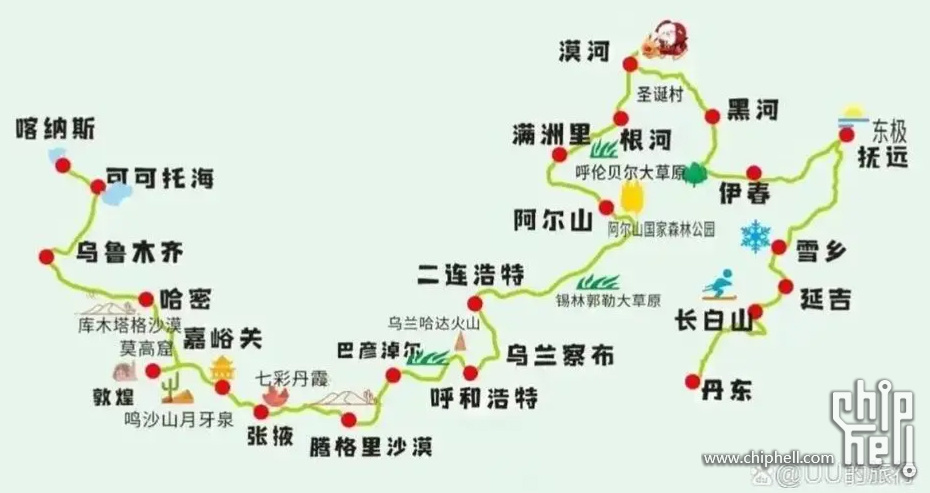 漠河
圣诞村
黑河
喀纳斯
满洲里
根河
东极
抚远
可可托海
呼伦贝尔大草原
伊春
阿尔山
阿尔山国家森林公园
乌鲁木齐
雪乡
二连浩特
哈密
锡林郭勒大草原
延吉
库木塔格沙漠
嘉峪关
乌兰哈达火山
长白山
莫高窟
巴彦淖尔
乌兰察布
七彩丹霞
敦煌
呼和浩特
丹东
鸣沙山月牙泉
张掖
腾格里沙漠
chiphell
www.chiphell.com
@UU的旅行